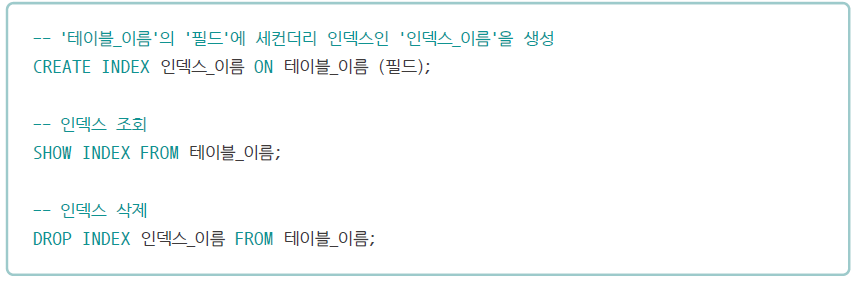 -- '테이블_이름'의 '필드'에 세컨더리 인덱스인 '인덱스_이름'을 생성
CREATE INDEX 인덱스_이름 ON 테이블_이름 (필드);
-- 인덱스 조회
SHOW INDEX FROM 테이블_이름;
-- 인덱스 삭제
DROP INDEX 인덱스_이름 FROM 테이블_이름;